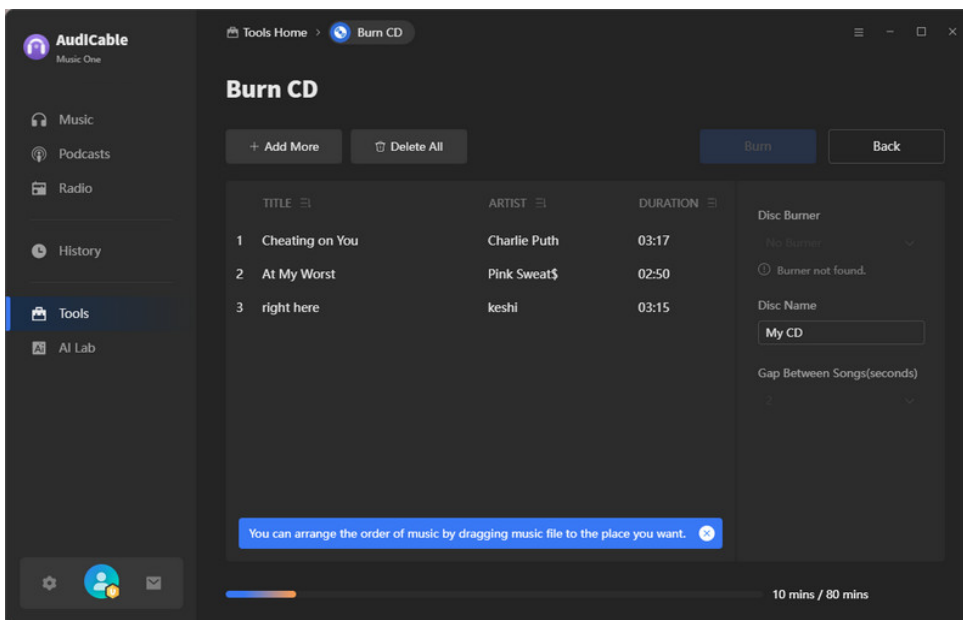 AudiCable
Music One
Tools Home > Burn CD
Burn CD
Music
Podcasts
Radio
History
Tools
Ai AI Lab
+ Add More
Delete All
Burn
Back
TITLE ARTIST DURATION
1 Cheating on You Charlie Puth 03:17
2 At My Worst Pink Sweat$ 02:50
3 right here keshi 03:15
Disc Burner
No Burner
Burner not found.
Disc Name
My CD
Gap Between Songs(seconds)
2
You can arrange the order of music by dragging music file to the place you want.
10 mins / 80 mins